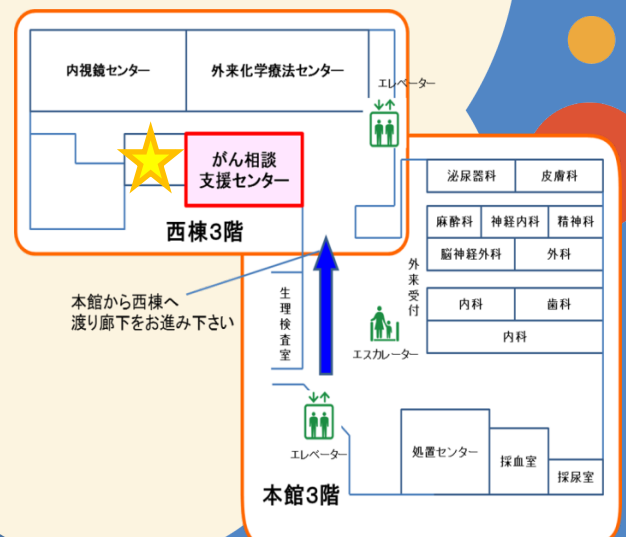 内視鏡センター
外来化学療法センター
エレベーター
がん相談
支援センター
西棟3階
泌尿器科
皮膚科
麻酔科
神経内科
精神科
脳神経外科
外科
外来受付
内科
歯科
内科
本館から西棟へ
渡り廊下をお進み下さい
生理検査室
エスカレーター
エレベーター
処置センター
採血室
採尿室
本館3階